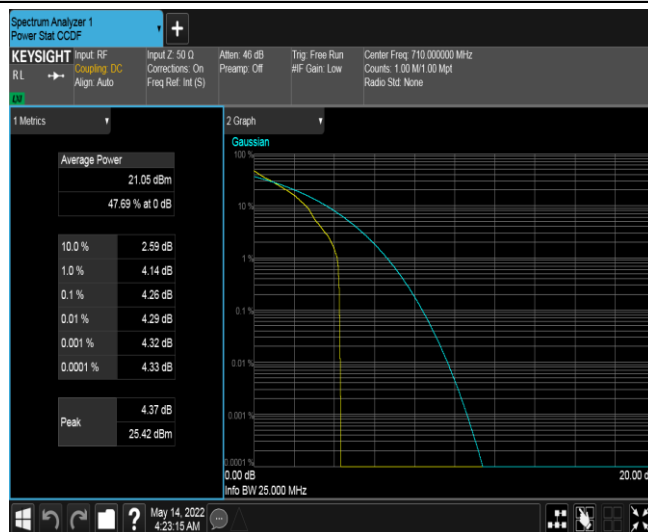 Spectrum Analyzer 1
Power Stat CCDF
+
KEYSIGHT
RL
LXI
Input: RF
Coupling: DC
Align: Auto
Input Z: 50 Ω
Corrections: On
Freq Ref: Int (S)
Atten: 46 dB
Preamp: Off
Trig: Free Run
#IF Gain: Low
Center Freq: 710.000000 MHz
Counts: 1.00 M/1.00 Mpt
Radio Std: None
1 Metrics
Average Power
21.05 dBm
47.69 % at 0 dB
10.0 % 2.59 dB
1.0 % 4.14 dB
0.1 % 4.26 dB
0.01 % 4.29 dB
0.001 % 4.32 dB
0.0001 % 4.33 dB
Peak
4.37 dB
25.42 dBm
2 Graph
Gaussian
100 %
10 %
1 %
0.1 %
0.01 %
0.001 %
0.0001 %
0.00 dB
20.00 d
Info BW 25.000 MHz
?
May 14, 2022
4:23:15 AM